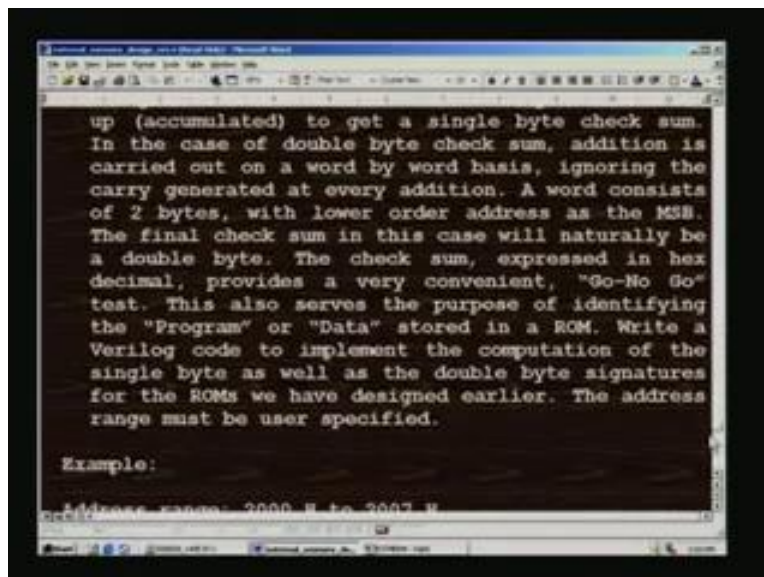 up (accumulated) to get a single byte check sum.
In the case of double byte check sum, addition is
carried out on a word by word basis, ignoring the
carry generated at every addition. A word consists
of 2 bytes, with lower order address as the MSB.
The final check sum in this case will naturally be
a double byte. The check sum, expressed in hex
decimal, provides a very convenient, "Go-No Go"
test. This also serves the purpose of identifying
the "Program" or "Data" stored in a ROM. Write a
Verilog code to implement the computation of the
single byte as well as the double byte signatures
for the ROMs we have designed earlier. The address
range must be user specified.
Example:
Address range: 2000 H to 2007 H